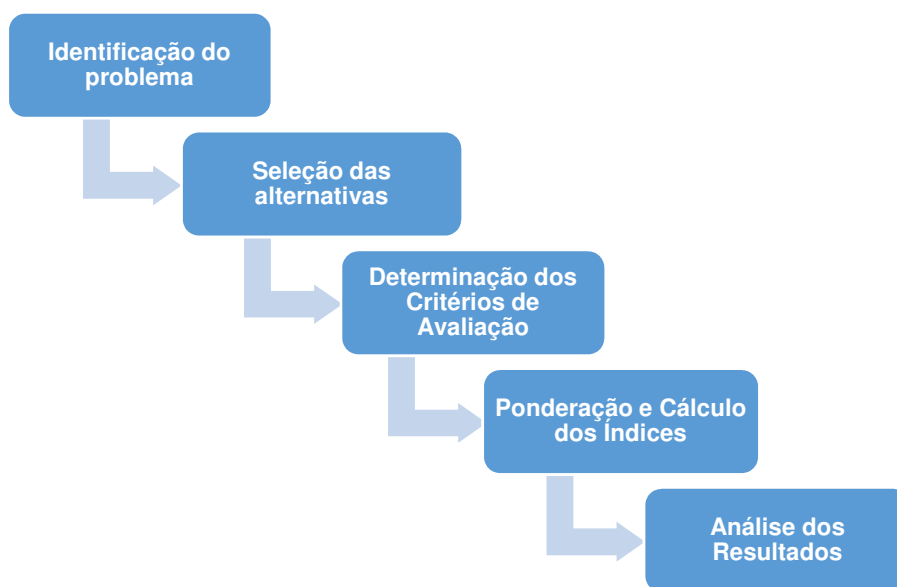 Identificação do
problema
Seleção das
alternativas
Determinação dos
Critérios de
Avaliação
Ponderação e Cálculo
dos Índices
Análise dos
Resultados